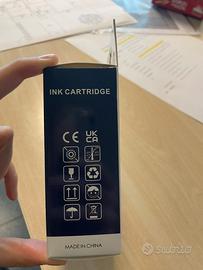 INK CARTRIDGE
CE UK
CA
MADE IN CHINA
subito